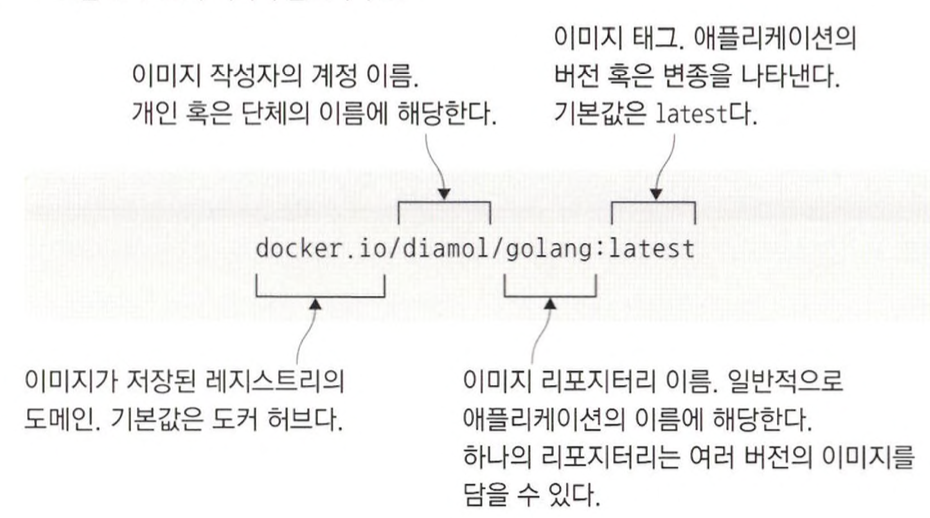 이미지 태그. 애플리케이션의
버전 혹은 변종을 나타낸다.
기본값은 latest다.
이미지 작성자의 계정 이름.
개인 혹은 단체의 이름에 해당한다.
docker.io/diamol/golang:latest
이미지가 저장된 레지스트리의
도메인. 기본값은 도커 허브다.
이미지 리포지터리 이름. 일반적으로
애플리케이션의 이름에 해당한다.
하나의 리포지터리는 여러 버전의 이미지를
담을 수 있다.